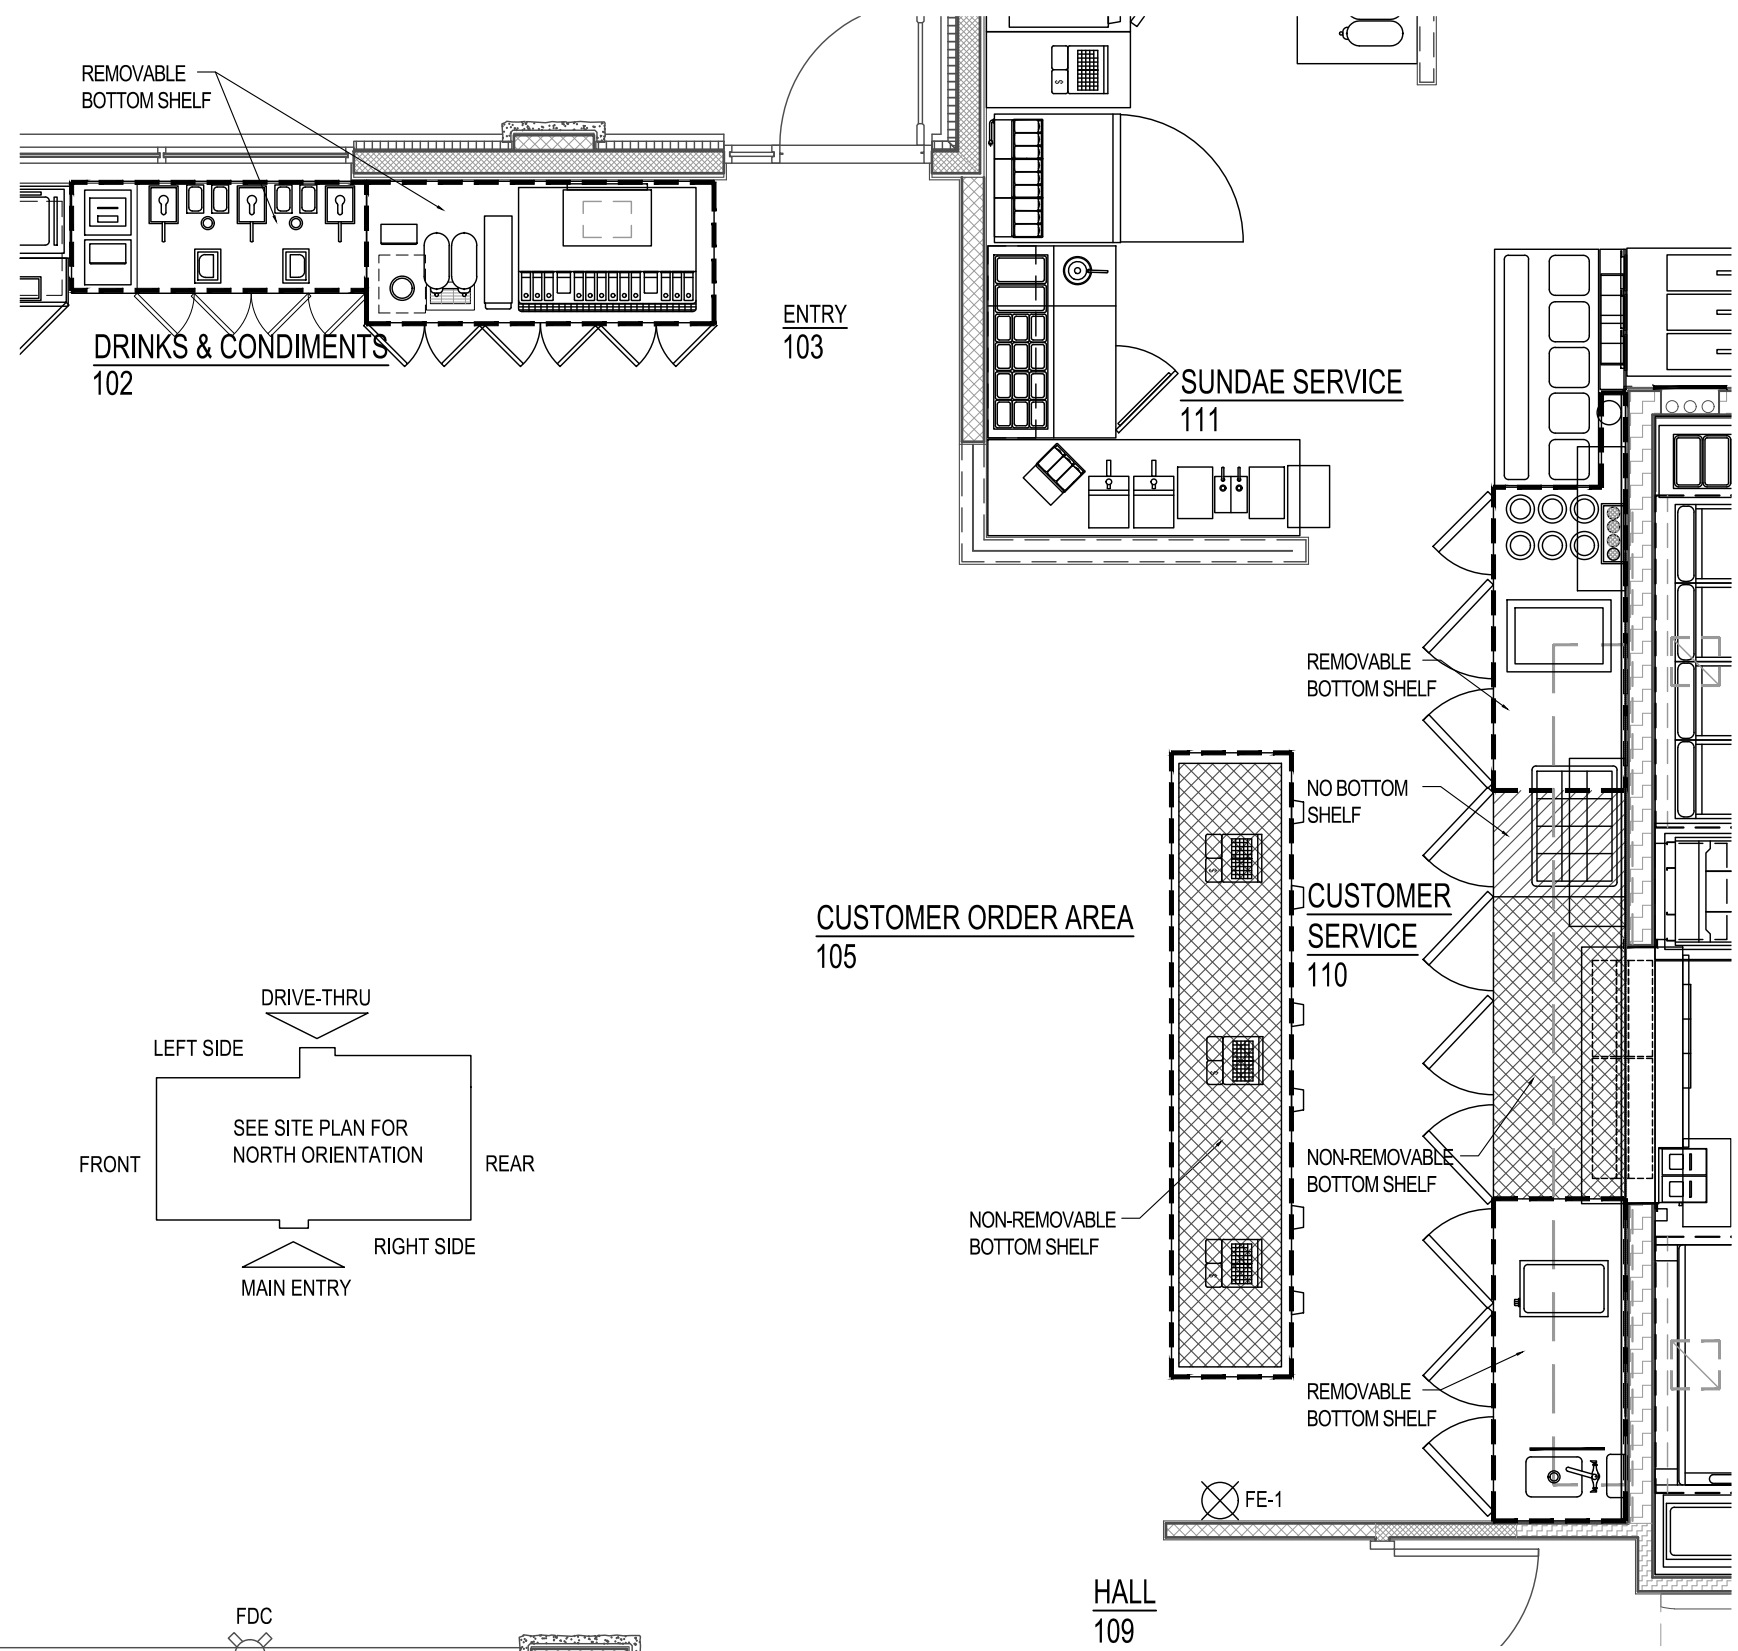 REMOVABLE
BOTTOM SHELF
DRINKS & CONDIMENTS
102
ENTRY
103
SUNDAE SERVICE
111
REMOVABLE
BOTTOM SHELF
NO BOTTOM
SHELF
CUSTOMER ORDER AREA
105
CUSTOMER
SERVICE
110
DRIVE-THRU
LEFT SIDE
SEE SITE PLAN FOR
NORTH ORIENTATION
FRONT
REAR
RIGHT SIDE
MAIN ENTRY
NON-REMOVABLE
BOTTOM SHELF
NON-REMOVABLE
BOTTOM SHELF
REMOVABLE
BOTTOM SHELF
FE-1
HALL
109
FDC
$
$
$
$